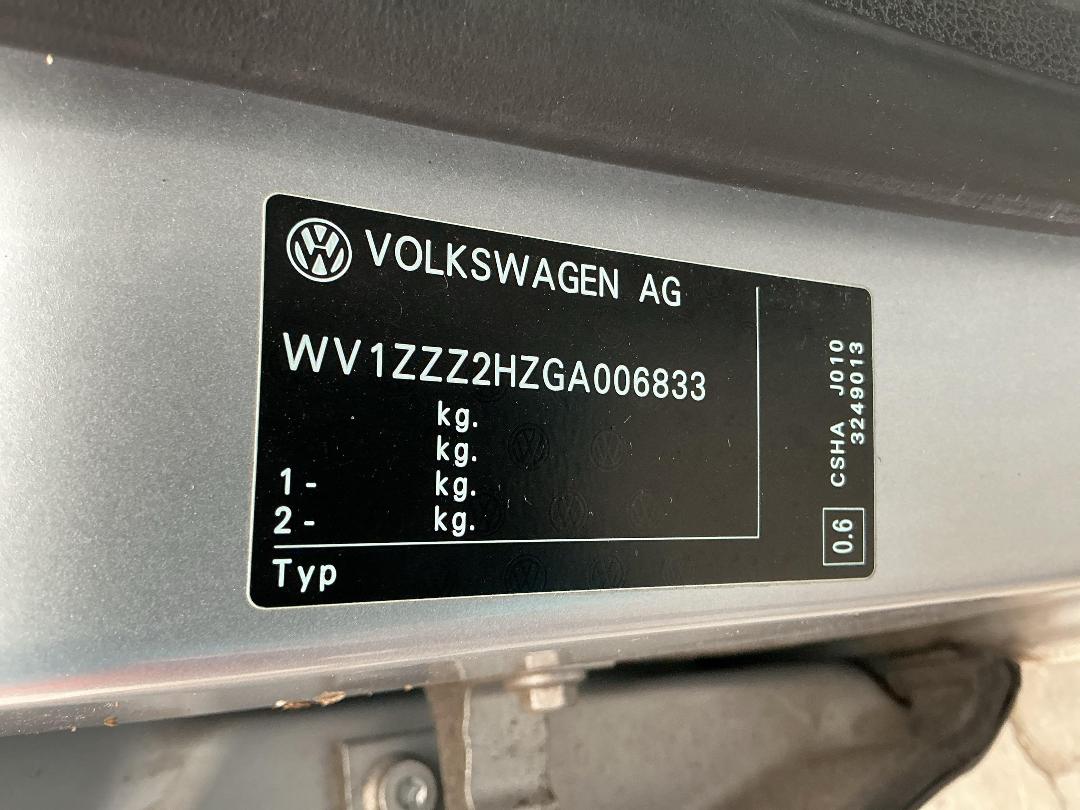 VOLKSWAGEN AG
WV1ZZZ2HZGA006833
kg.
kg.
1- kg.
2- kg.
Typ
CSHA J010
3249013
0.6